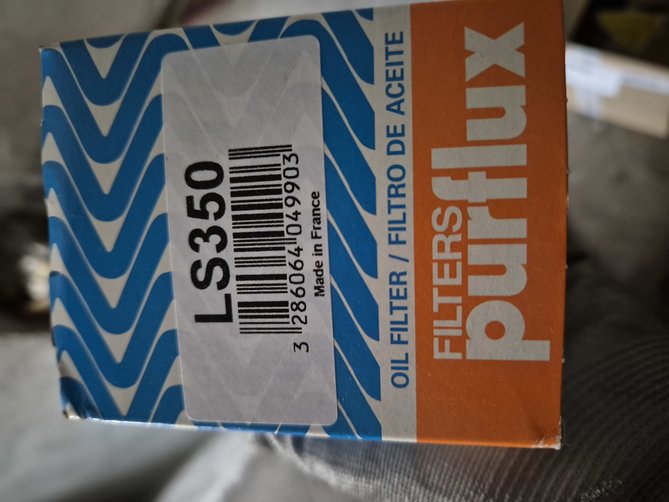 LS350
3 286064 049903
Made in France
OIL FILTER / FILTRO DE ACEITE
FILTERS
purflux